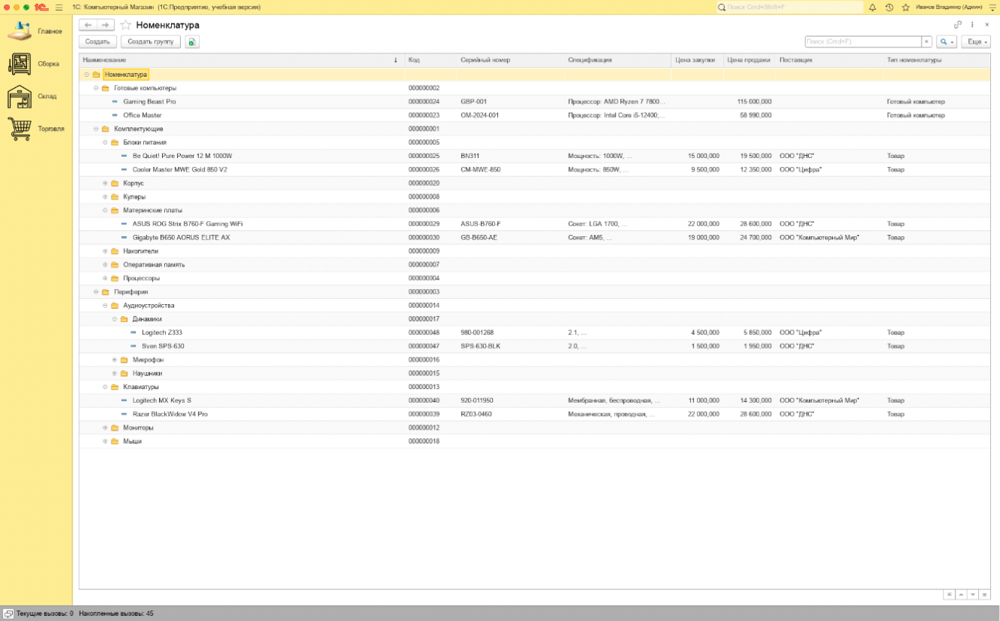 1С: Компьютерный Магазин (1С:Предприятие, учебная версия) Поиск Cmd+Shift+F Иванов Владимир (Админ)
Главное
Сборка
Склад
Торговля
Номенклатура
Создать Создать группу Поиск (Cmd+F) × Еще
Наименование ↓ Код Серийный номер Спецификация Цена закупки Цена продажи Поставщик Тип номенклатуры
Номенклатура
Готовые компьютеры 000000002
Gaming Beast Pro 000000024 GBP-001 Процессор: AMD Ryzen 7 7800... 115 000,000 Готовый компьютер
Office Master 000000023 OM-2024-001 Процессор: Intel Core i5-12400;... 58 990,000 Готовый компьютер
Комплектующие 000000001
Блоки питания 000000005
Be Quiet! Pure Power 12 M 1000W 000000025 BN311 Мощность: 1000W, ... 15 000,000 19 500,000 ООО "ДНС" Товар
Cooler Master MWE Gold 850 V2 000000026 CM-MWE-850 Мощность: 850W, ... 9 500,000 12 350,000 ООО "Цифра" Товар
Корпус 000000020
Кулеры 000000008
Материнские платы 000000006
ASUS ROG Strix B760-F Gaming WiFi 000000029 ASUS-B760-F Сокет: LGA 1700, ... 22 000,000 28 600,000 ООО "ДНС" Товар
Gigabyte B650 AORUS ELITE AX 000000030 GB-B650-AE Сокет: AM5, ... 19 000,000 24 700,000 ООО "Компьютерный Мир" Товар
Накопители 000000009
Оперативная память 000000007
Процессоры 000000004
Периферия 000000003
Аудиоустройства 000000014
Динамики 000000017
Logitech Z333 000000048 980-001268 2.1, ... 4 500,000 5 850,000 ООО "Цифра" Товар
Sven SPS-630 000000047 SPS-630-BLK 2.0, ... 1 500,000 1 950,000 ООО "ДНС" Товар
Микрофон 000000016
Наушники 000000015
Клавиатуры 000000013
Logitech MX Keys S 000000040 920-011950 Мембранная, беспроводная, ... 11 000,000 14 300,000 ООО "Компьютерный Мир" Товар
Razer BlackWidow V4 Pro 000000039 RZ03-0460 Механическая, проводная, ... 22 000,000 28 600,000 ООО "ДНС" Товар
Мониторы 000000012
Мыши 000000018
Текущие вызовы: 0 Накопленные вызовы: 45